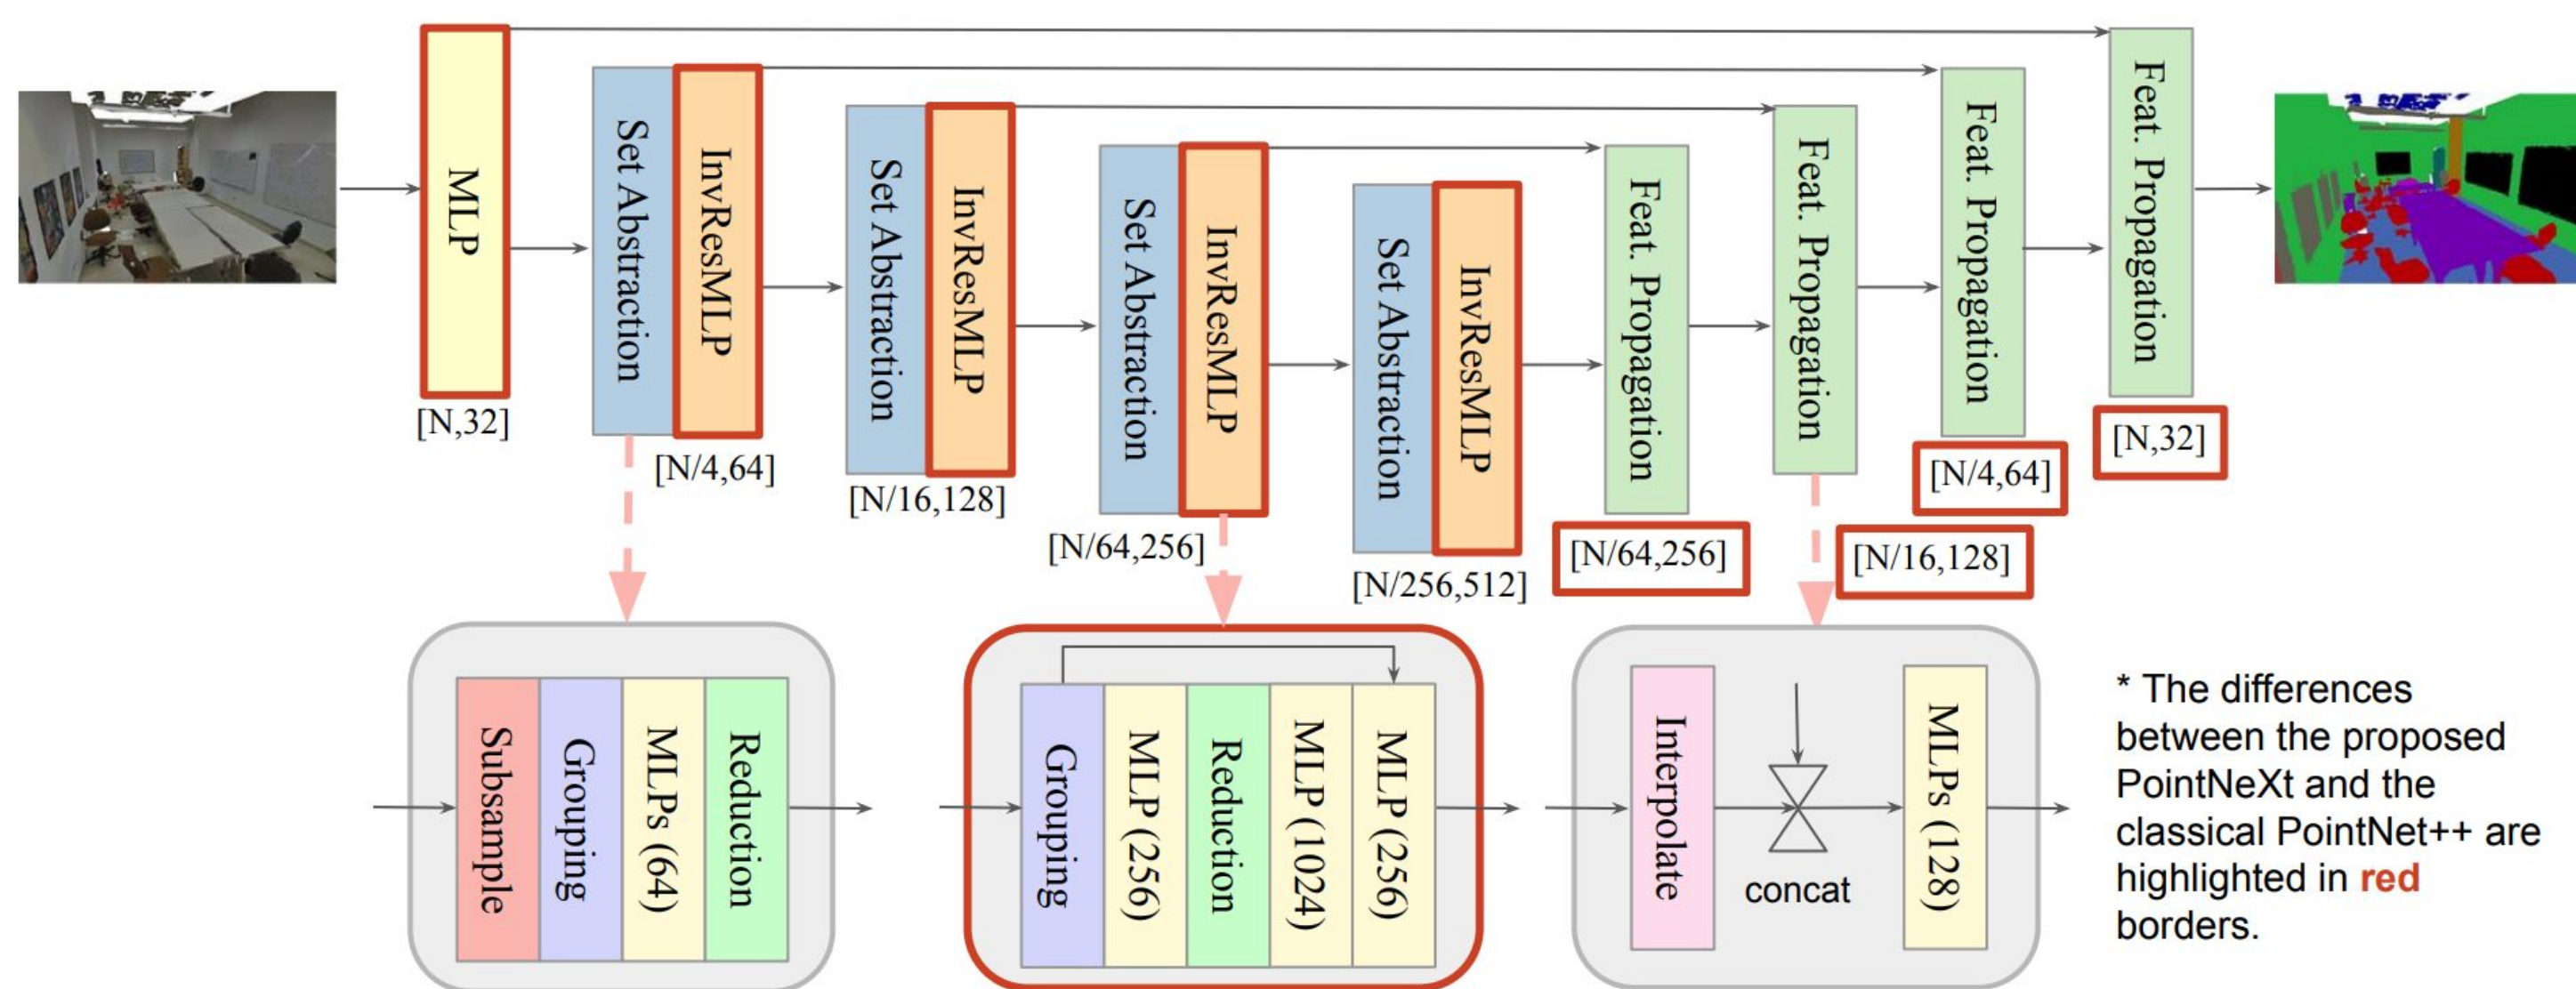 MLP
[N,32]
Set Abstraction
InvResMLP
[N/4,64]
Set Abstraction
InvResMLP
[N/16,128]
Set Abstraction
InvResMLP
[N/64,256]
Set Abstraction
InvResMLP
[N/256,512]
Feat. Propagation
[N/64,256]
Feat. Propagation
[N/16,128]
Feat. Propagation
[N/4,64]
Feat. Propagation
[N,32]
Subsample
Grouping
MLPs (64)
Reduction
Grouping
MLP (256)
Reduction
MLP (1024)
MLP (256)
Interpolate
concat
MLPs (128)
* The differences
between the proposed
PointNeXt and the
classical PointNet++ are
highlighted in red
borders.